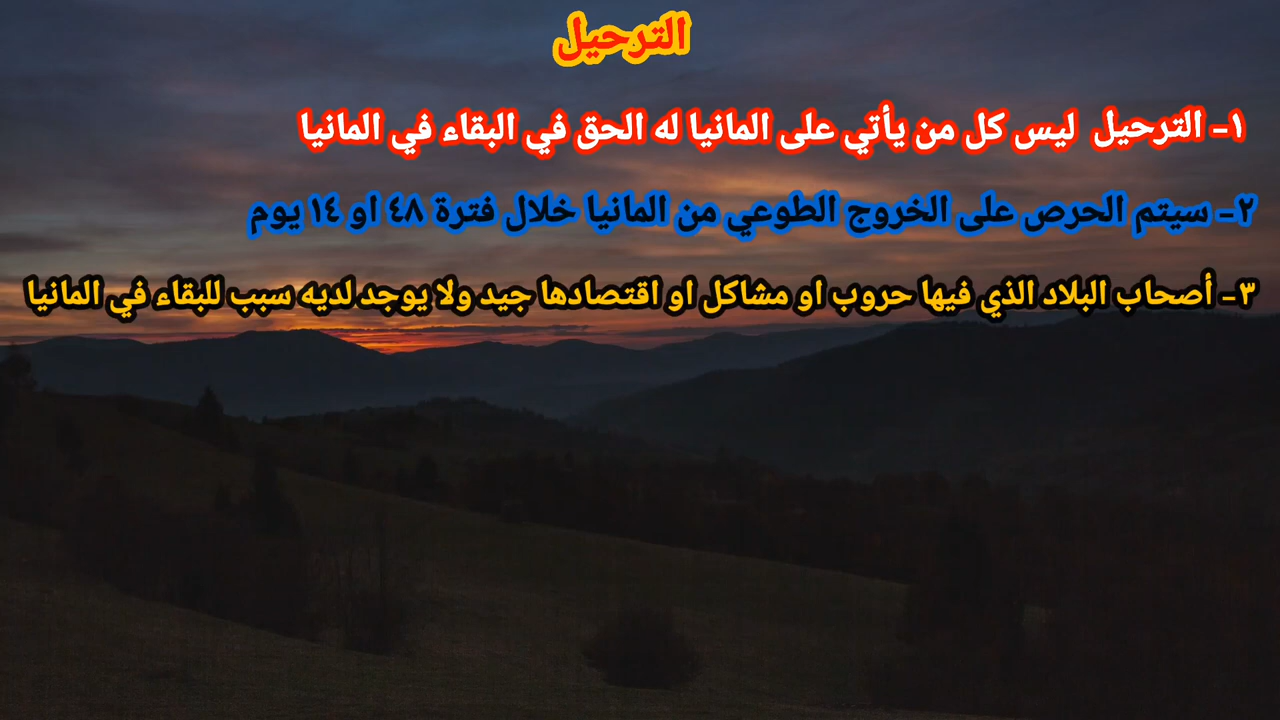 الترحيل
١- الترحيل ليس كل من يأتي على المانيا له الحق في البقاء في المانيا
٢- سيتم الحرص على الخروج الطوعي من المانيا خلال فترة ٤٨ او ١٤ يوم
٣- أصحاب البلاد الذي فيها حروب او مشاكل او اقتصادها جيد ولا يوجد لديه سبب للبقاء في المانيا